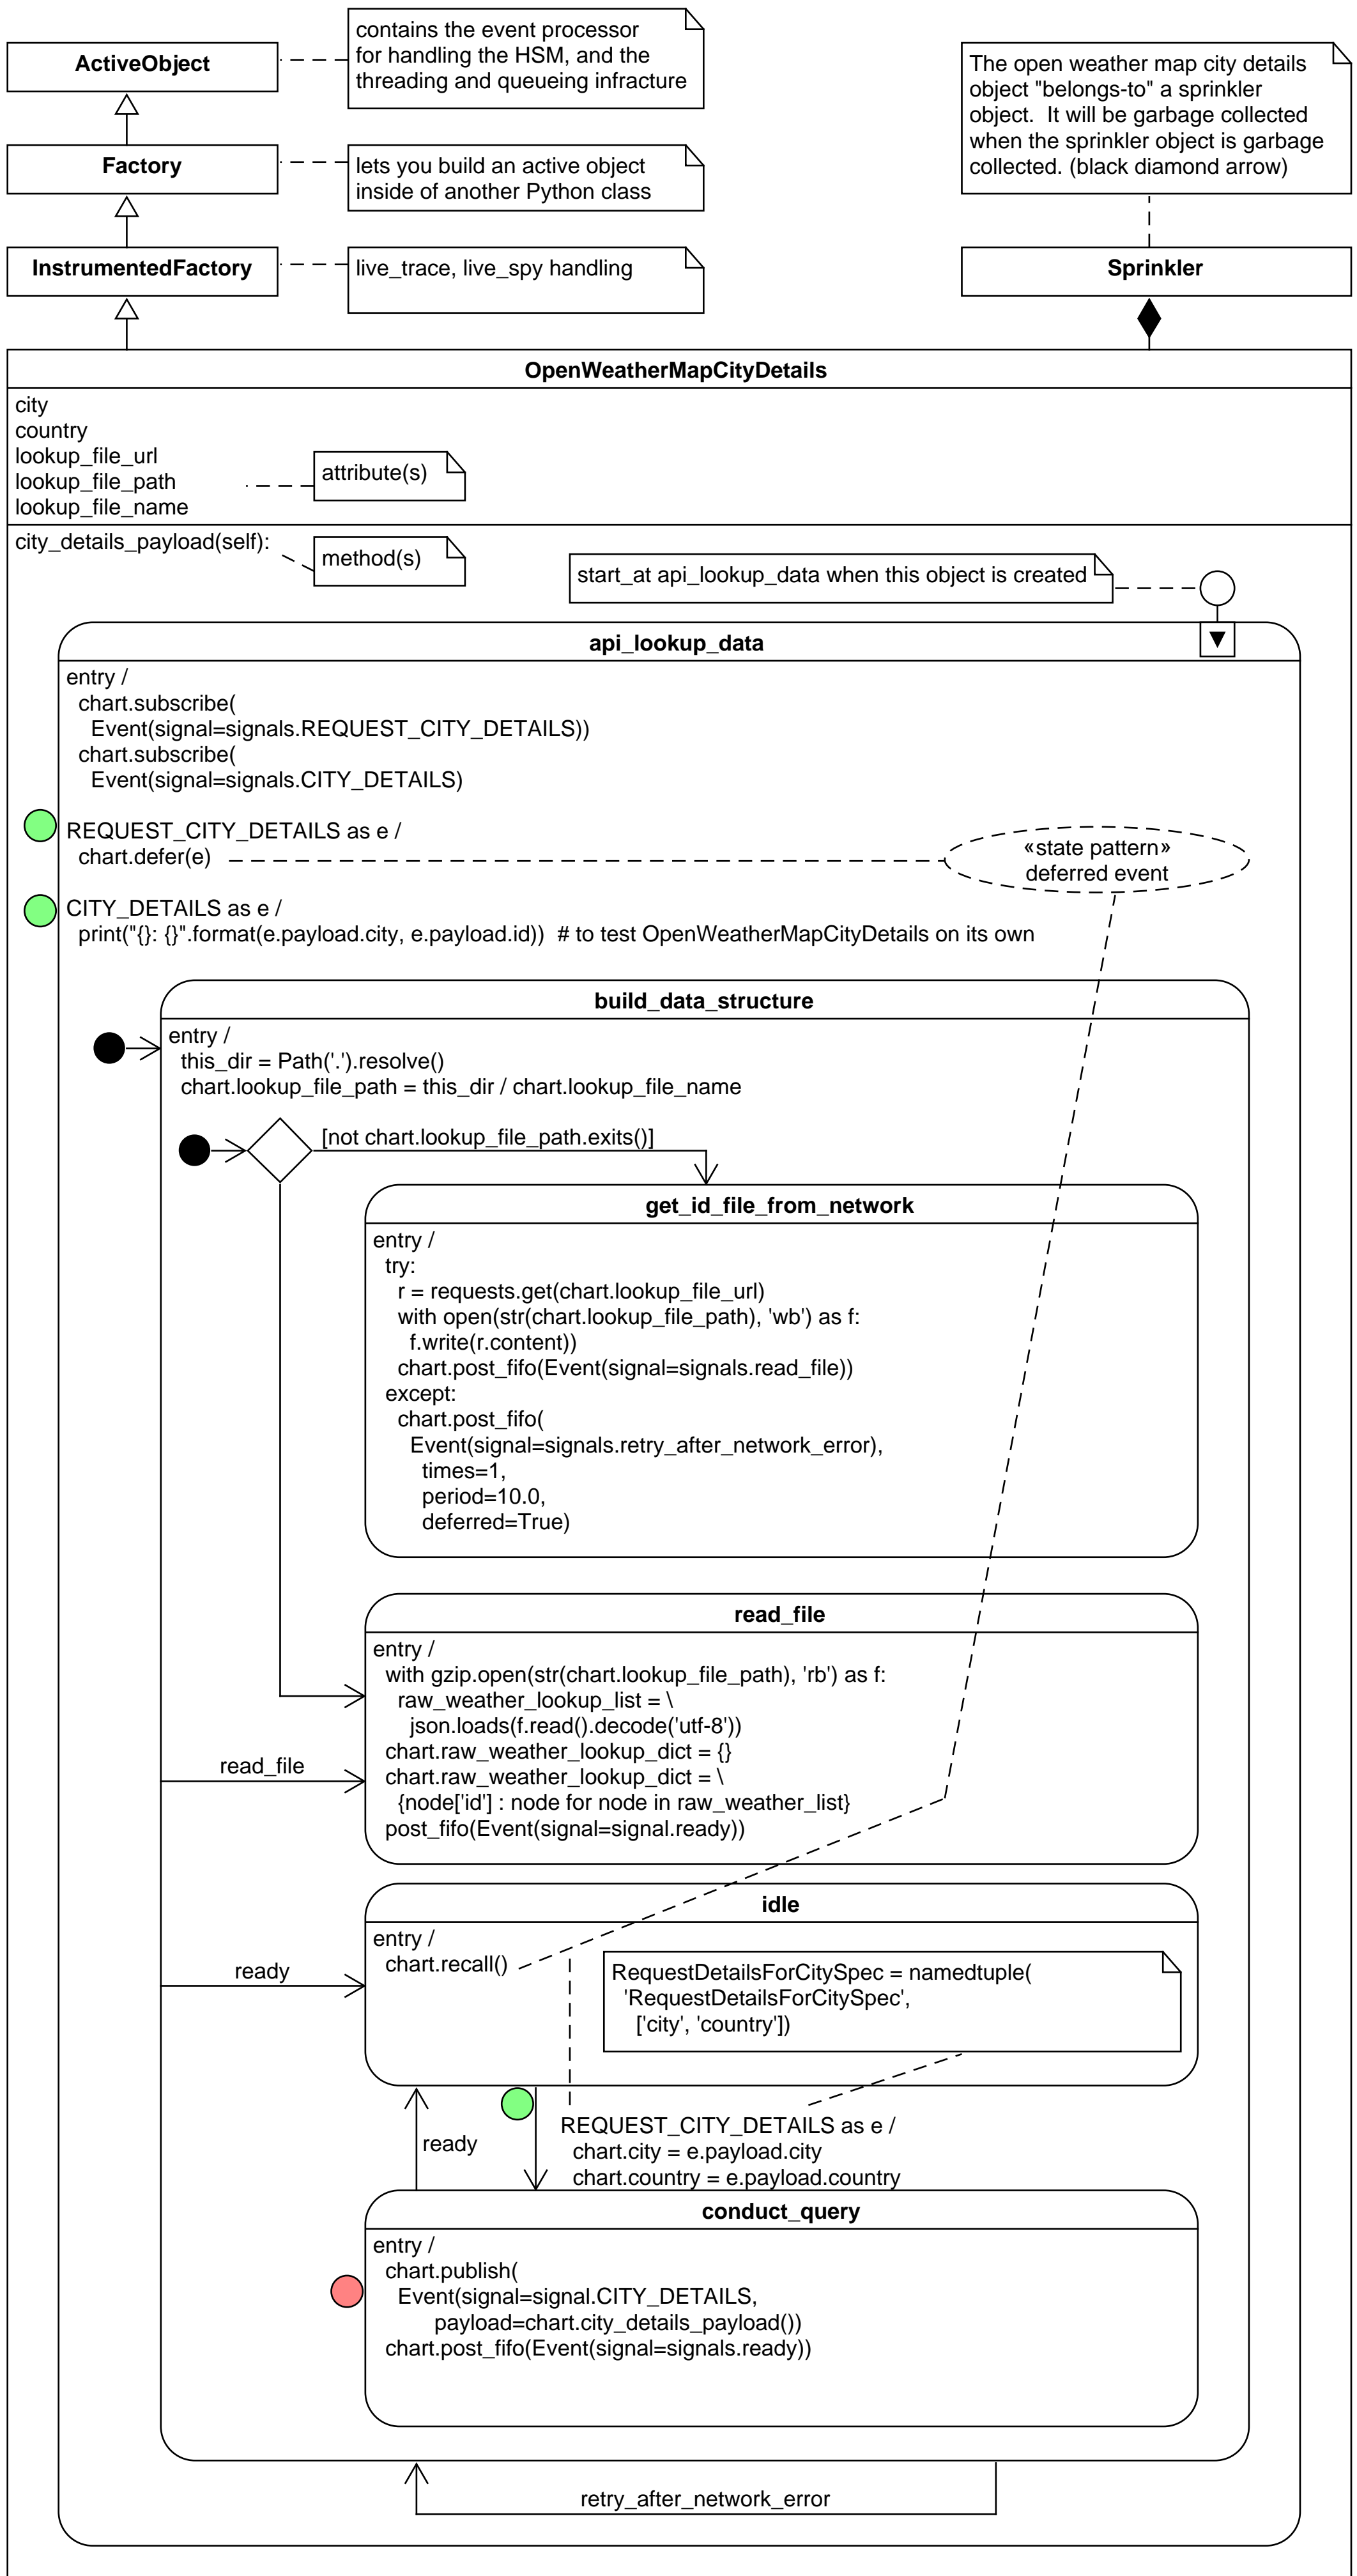 ActiveObject
contains the event processor
for handling the HSM, and the
threading and queueing infracture
The open weather map city details
object "belongs-to" a sprinkler
object.  It will be garbage collected
when the sprinkler object is garbage
collected. (black diamond arrow)
Factory
lets you build an active object
inside of another Python class
InstrumentedFactory
live_trace, live_spy handling
Sprinkler
OpenWeatherMapCityDetails
city
country
lookup_file_url
lookup_file_path
lookup_file_name
attribute(s)
city_details_payload(self):
method(s)
start_at api_lookup_data when this object is created
api_lookup_data
entry /
chart.subscribe(
Event(signal=signals.REQUEST_CITY_DETAILS))
chart.subscribe(
Event(signal=signals.CITY_DETAILS)
REQUEST_CITY_DETAILS as e /
chart.defer(e)
«state pattern»
deferred event
CITY_DETAILS as e /
print("{}: {}".format(e.payload.city, e.payload.id))  # to test OpenWeatherMapCityDetails on its own
build_data_structure
entry /
this_dir = Path('.').resolve()
chart.lookup_file_path = this_dir / chart.lookup_file_name
[not chart.lookup_file_path.exits()]
get_id_file_from_network
entry /
try:
r = requests.get(chart.lookup_file_url)
with open(str(chart.lookup_file_path), 'wb') as f:
f.write(r.content))
chart.post_fifo(Event(signal=signals.read_file))
except:
chart.post_fifo(
Event(signal=signals.retry_after_network_error),
times=1,
period=10.0,
deferred=True)
read_file
entry /
with gzip.open(str(chart.lookup_file_path), 'rb') as f:
raw_weather_lookup_list = \
json.loads(f.read().decode('utf-8'))
chart.raw_weather_lookup_dict = {}
chart.raw_weather_lookup_dict = \
{node['id'] : node for node in raw_weather_list}
post_fifo(Event(signal=signal.ready))
read_file
idle
entry /
chart.recall()
ready
RequestDetailsForCitySpec = namedtuple(
'RequestDetailsForCitySpec',
['city', 'country'])
ready
REQUEST_CITY_DETAILS as e /
chart.city = e.payload.city
chart.country = e.payload.country
conduct_query
entry /
chart.publish(
Event(signal=signal.CITY_DETAILS,
payload=chart.city_details_payload())
chart.post_fifo(Event(signal=signals.ready))
retry_after_network_error